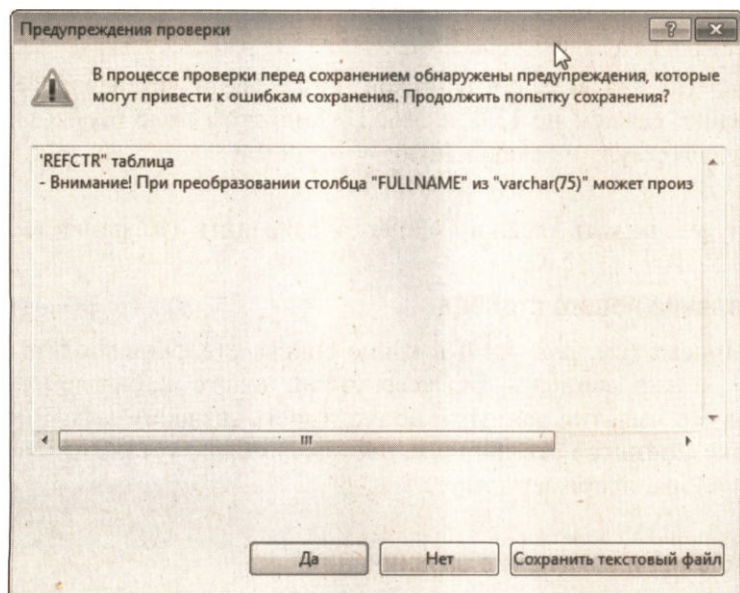 Предупреждения проверки
В процессе проверки перед сохранением обнаружены предупреждения, которые
могут привести к ошибкам сохранения. Продолжить попытку сохранения?
'REFCTR" таблица
- Внимание! При преобразовании столбца "FULLNAME" из "varchar(75)" может произ
Да
Нет
Сохранить текстовый файл